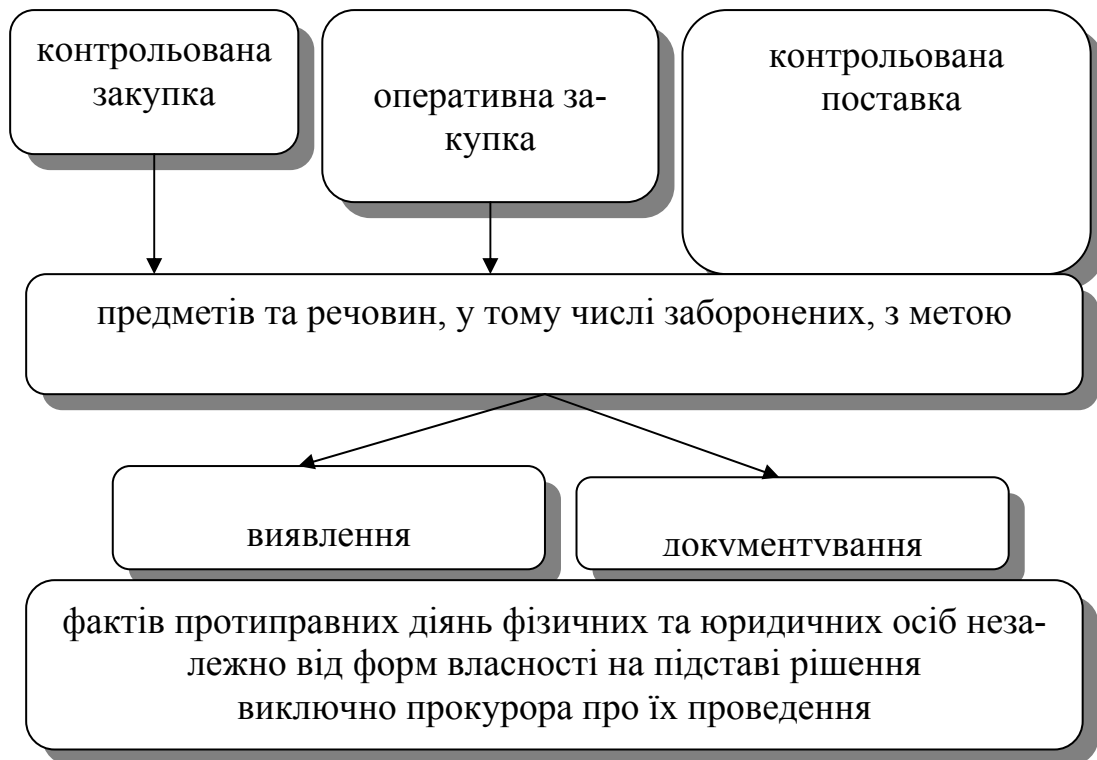 контрольована
закупка
оперативна за-
купка
контрольована
поставка
предметів та речовин, у тому числі заборонених, з метою
виявлення
документування
фактів протиправних діянь фізичних та юридичних осіб неза-
лежно від форм власності на підставі рішення
виключно прокурора про їх проведення